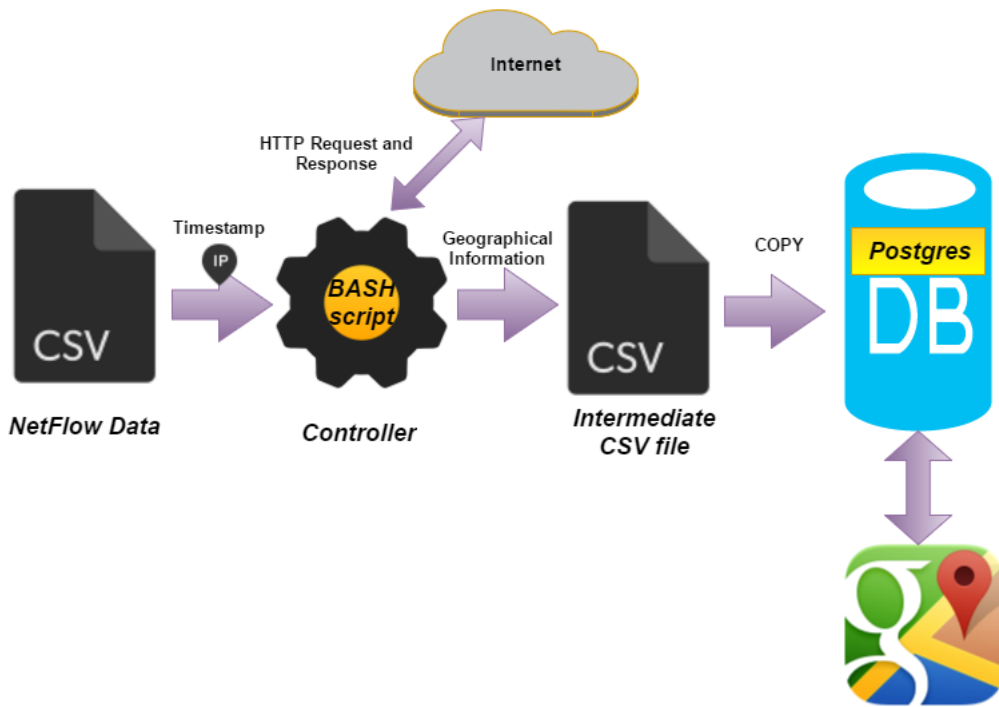 Internet
HTTP Request and
Response
Timestamp
IP
CSV
NetFlow Data
BASH
script
Controller
Geographical
Information
CSV
Intermediate
CSV file
COPY
Postgres
DB
g